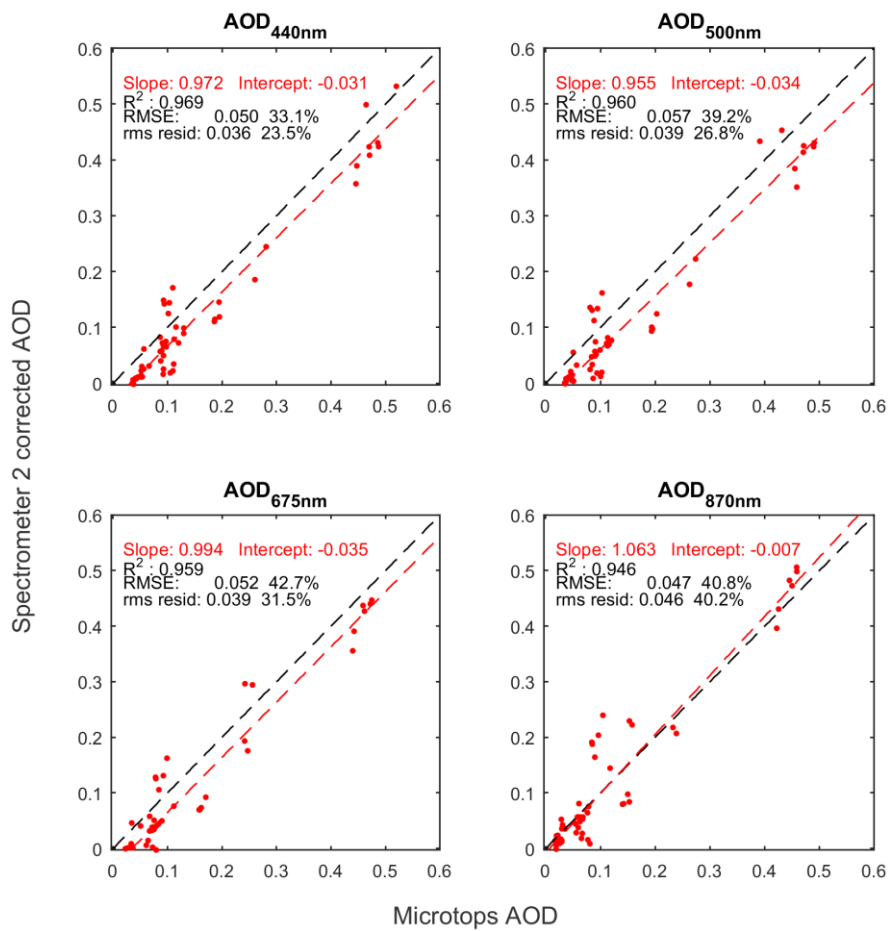 AOD440nm
0.6
0.5
0.4
0.3
0.2
0.1
0
Slope: 0.972 Intercept: -0.031
R2 : 0.969
RMSE: 0.050 33.1%
rms resid: 0.036 23.5%
0 0.1 0.2 0.3 0.4 0.5 0.6
AOD500nm
0.6
0.5
0.4
0.3
0.2
0.1
0
Slope: 0.955 Intercept: -0.034
R2 : 0.960
RMSE: 0.057 39.2%
rms resid: 0.039 26.8%
0 0.1 0.2 0.3 0.4 0.5 0.6
Spectrometer 2 corrected AOD
AOD675nm
0.6
0.5
0.4
0.3
0.2
0.1
0
Slope: 0.994 Intercept: -0.035
R2 : 0.959
RMSE: 0.052 42.7%
rms resid: 0.039 31.5%
0 0.1 0.2 0.3 0.4 0.5 0.6
AOD870nm
0.6
0.5
0.4
0.3
0.2
0.1
0
Slope: 1.063 Intercept: -0.007
R2 : 0.946
RMSE: 0.047 40.8%
rms resid: 0.046 40.2%
0 0.1 0.2 0.3 0.4 0.5 0.6
Microtops AOD